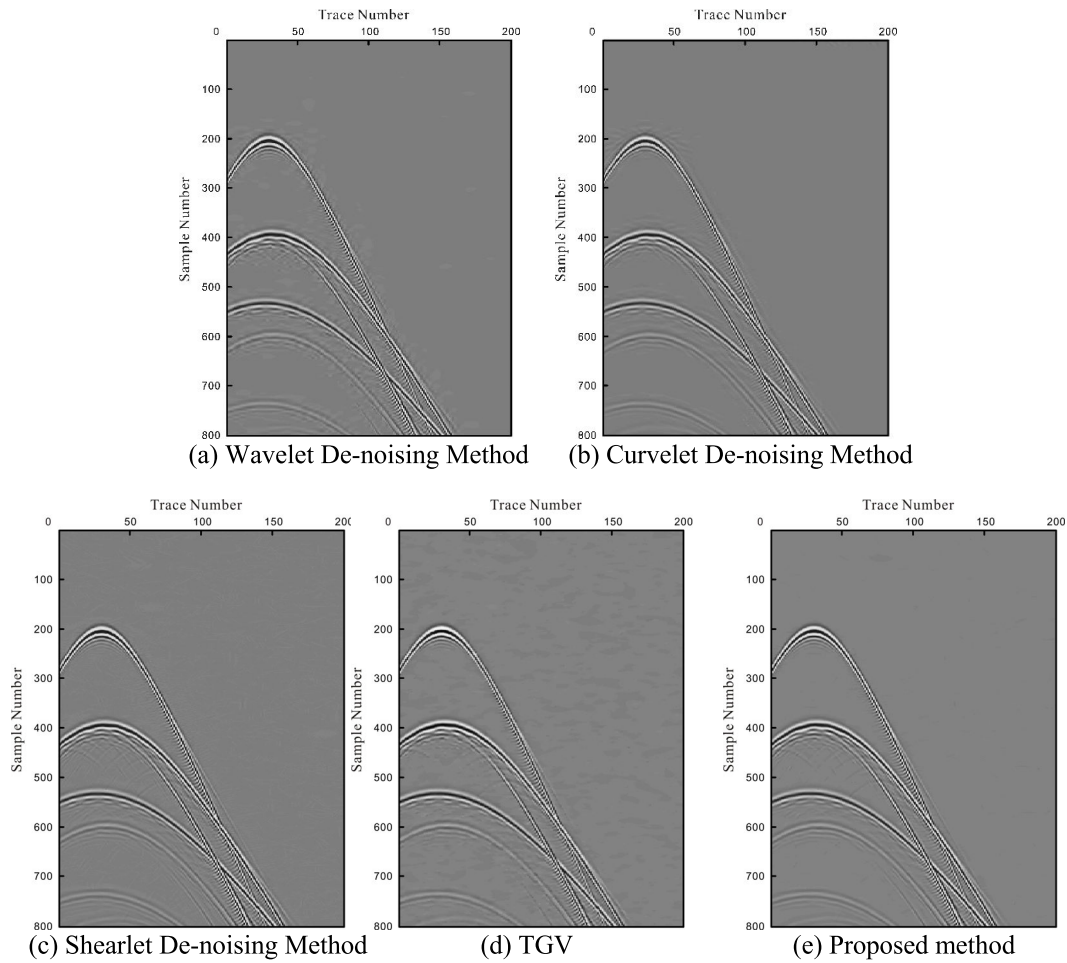 Trace Number
0 50 100 150 200
Sample Number
100
200
300
400
500
600
700
800
(a) Wavelet De-noising Method
Trace Number
0 50 100 150 200
Sample Number
100
200
300
400
500
600
700
800
(b) Curvelet De-noising Method
Trace Number
0 50 100 150 200
Sample Number
100
200
300
400
500
600
700
800
(c) Shearlet De-noising Method
Trace Number
0 50 100 150 200
Sample Number
100
200
300
400
500
600
700
800
(d) TGV
Trace Number
0 50 100 150 200
Sample Number
100
200
300
400
500
600
700
800
(e) Proposed method